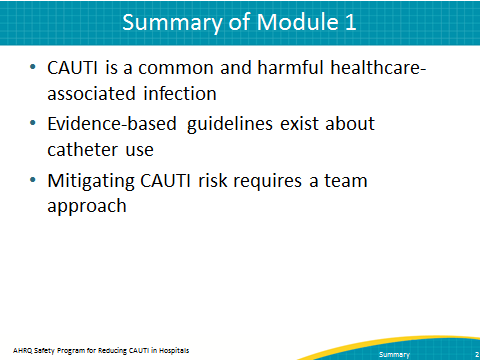 Summary of Module 1
• CAUTI is a common and harmful healthcare-
associated infection
• Evidence-based guidelines exist about
catheter use
• Mitigating CAUTI risk requires a team
approach
AHRQ Safety Program for Reducing CAUTI in Hospitals
Summary 2